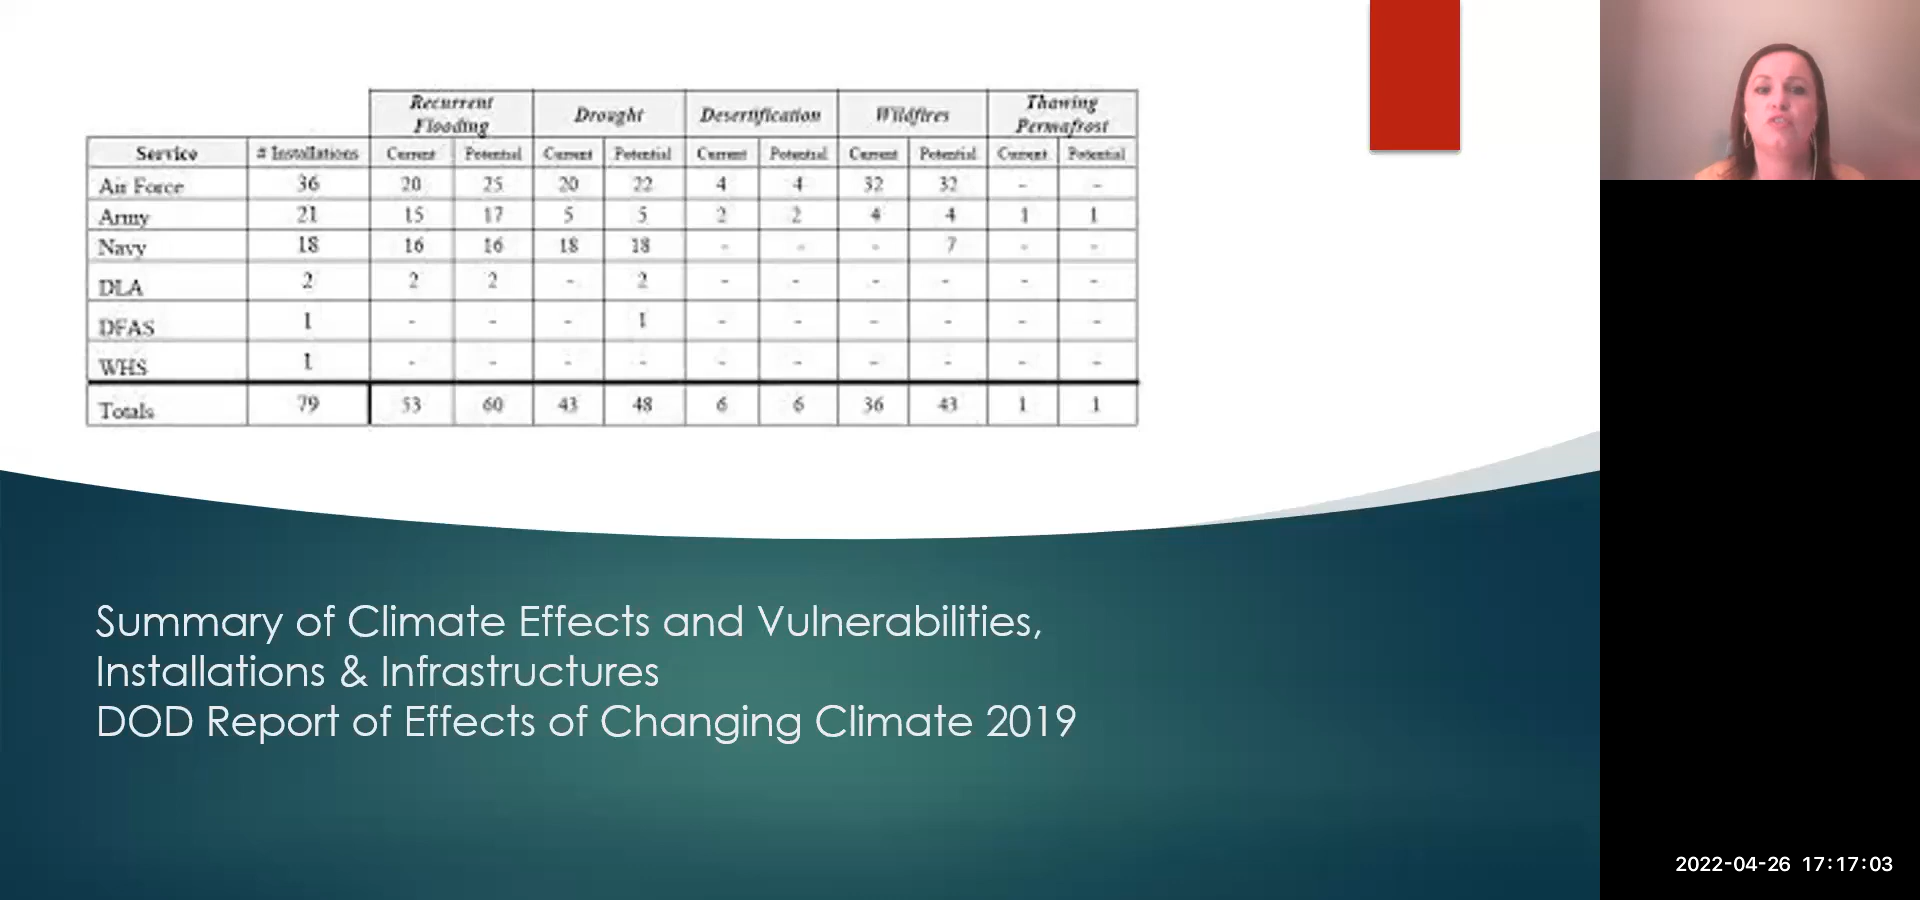 Recurrent Flooding Drought Desertification Wildfires Thawing Permafrost
Service # Installations Current Potential Current Potential Current Potential Current Potential Current Potential
Air Force 36 20 25 20 22 4 4 32 32 - -
Army 21 15 17 5 5 2 2 4 4 1 1
Navy 18 16 16 18 18 - - - 7 - -
DLA 2 2 2 - 2 - - - - - -
DFAS 1 - - - 1 - - - - - -
WHS 1 - - - - - - - - - -
Totals 79 53 60 43 48 6 6 36 43 1 1
Summary of Climate Effects and Vulnerabilities,
Installations & Infrastructures
DOD Report of Effects of Changing Climate 2019
2022-04-26 17:17:03